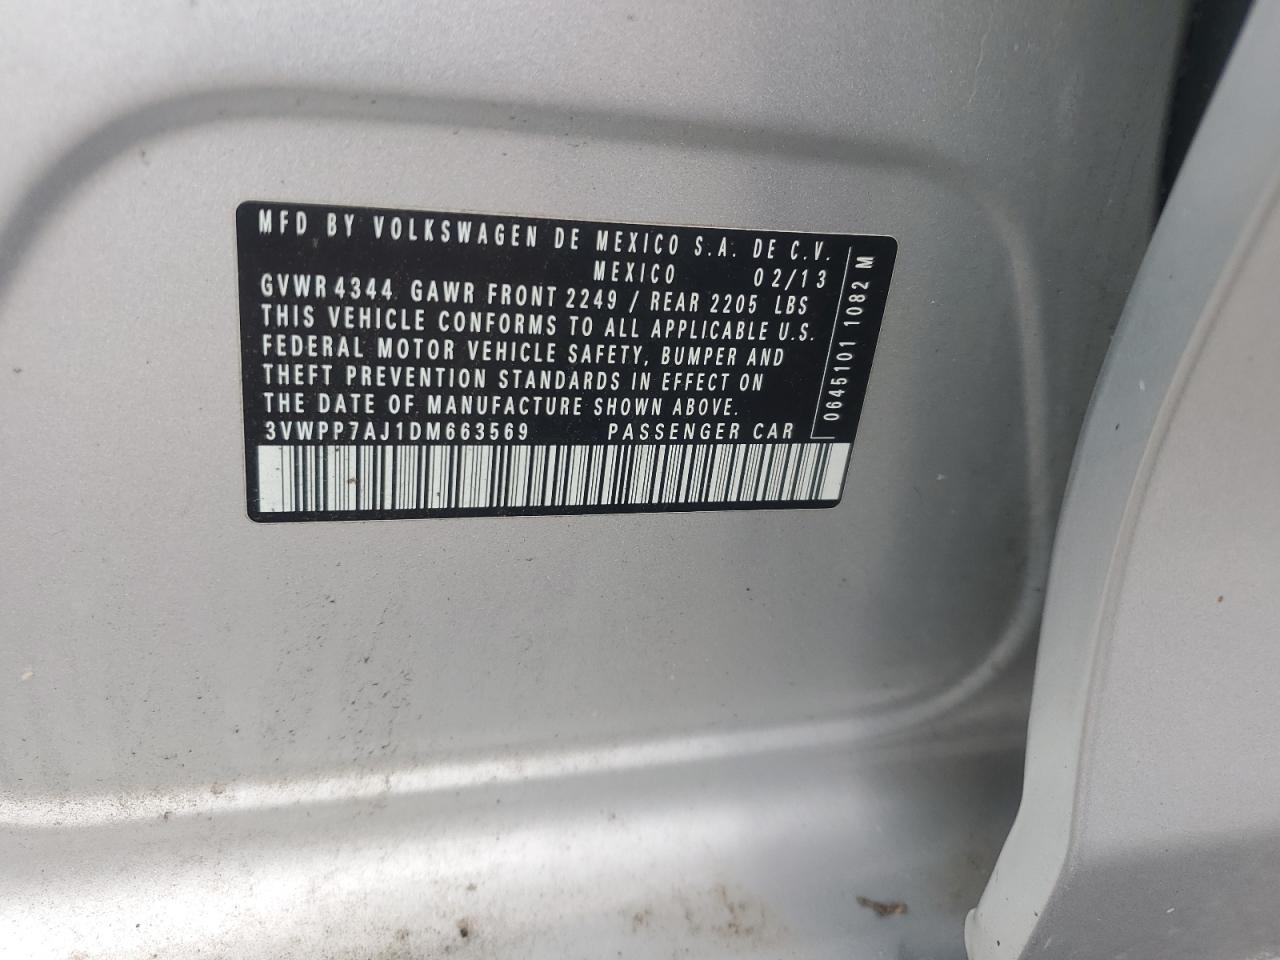 MFD BY VOLKSWAGEN DE MEXICO S.A. DE C.V.
MEXICO 02/13
GVWR 4344 GAWR FRONT 2249 / REAR 2205 LBS
THIS VEHICLE CONFORMS TO ALL APPLICABLE U.S.
FEDERAL MOTOR VEHICLE SAFETY, BUMPER AND
THEFT PREVENTION STANDARDS IN EFFECT ON
THE DATE OF MANUFACTURE SHOWN ABOVE.
3VWPP7AJ1DM663569 PASSENGER CAR
0645101 1082 M